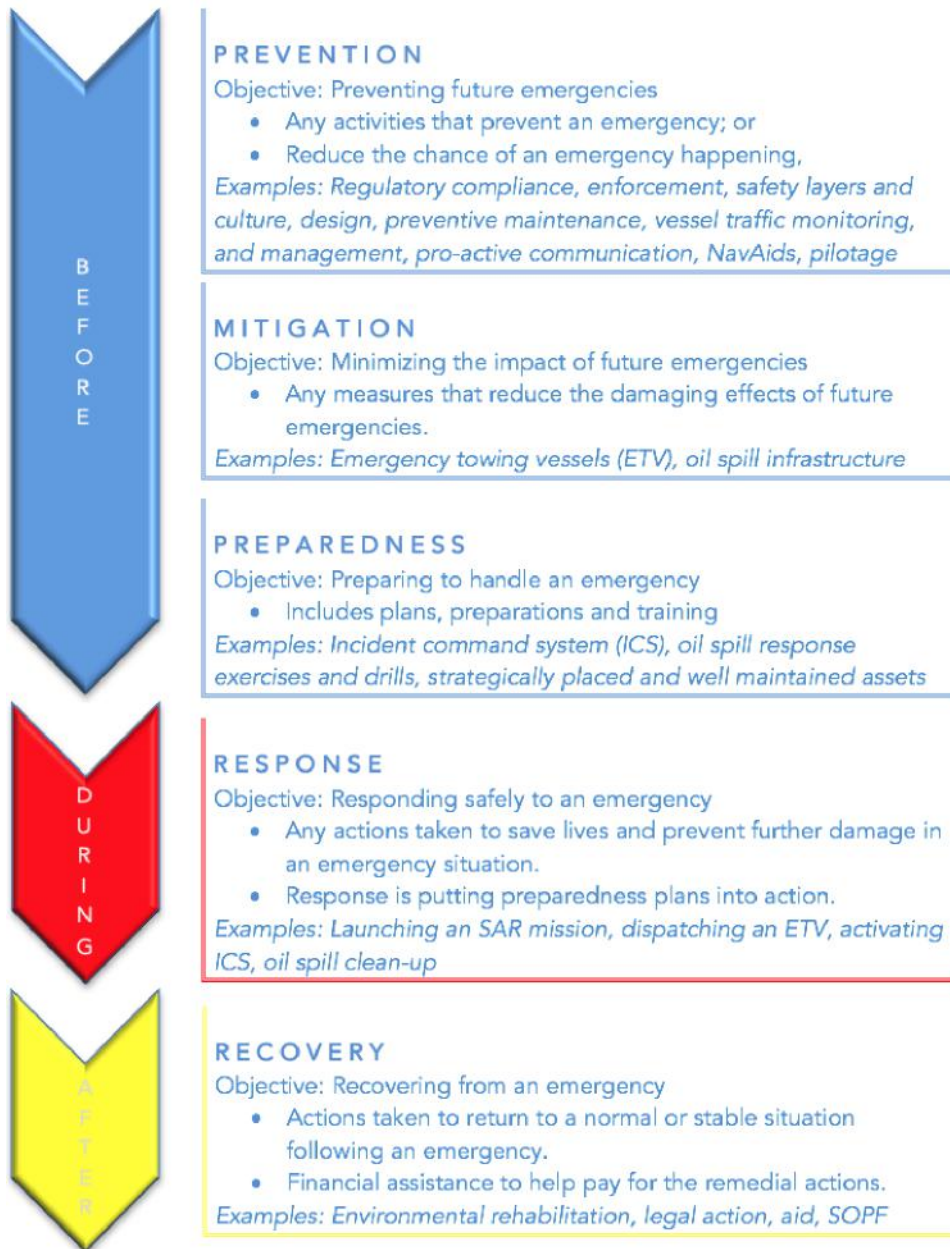 BEFORE
PREVENTION
Objective: Preventing future emergencies
• Any activities that prevent an emergency; or
• Reduce the chance of an emergency happening,
Examples: Regulatory compliance, enforcement, safety layers and
culture, design, preventive maintenance, vessel traffic monitoring,
and management, pro-active communication, NavAids, pilotage
MITIGATION
Objective: Minimizing the impact of future emergencies
• Any measures that reduce the damaging effects of future
emergencies.
Examples: Emergency towing vessels (ETV), oil spill infrastructure
PREPAREDNESS
Objective: Preparing to handle an emergency
• Includes plans, preparations and training
Examples: Incident command system (ICS), oil spill response
exercises and drills, strategically placed and well maintained assets
DURING
RESPONSE
Objective: Responding safely to an emergency
• Any actions taken to save lives and prevent further damage in
an emergency situation.
• Response is putting preparedness plans into action.
Examples: Launching an SAR mission, dispatching an ETV, activating
ICS, oil spill clean-up
AFTER
RECOVERY
Objective: Recovering from an emergency
• Actions taken to return to a normal or stable situation
following an emergency.
• Financial assistance to help pay for the remedial actions.
Examples: Environmental rehabilitation, legal action, aid, SOPF